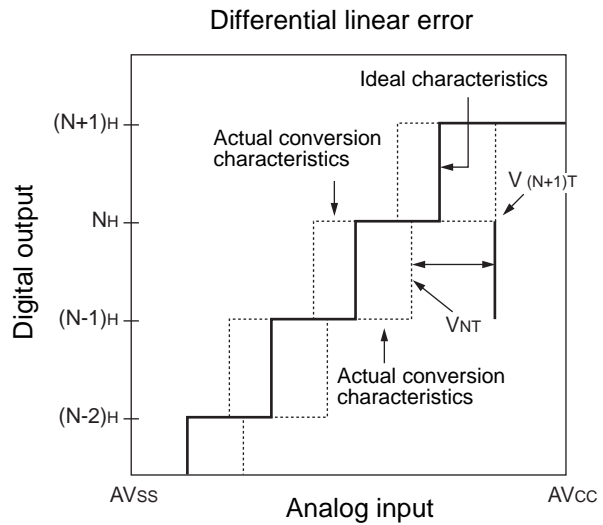 Differential linear error
Ideal characteristics
(N+1)H
Actual conversion
characteristics
V (N+1)T
NH
Digital output
(N-1)H
VNT
Actual conversion
characteristics
(N-2)H
AVSS
AVCC
Analog input